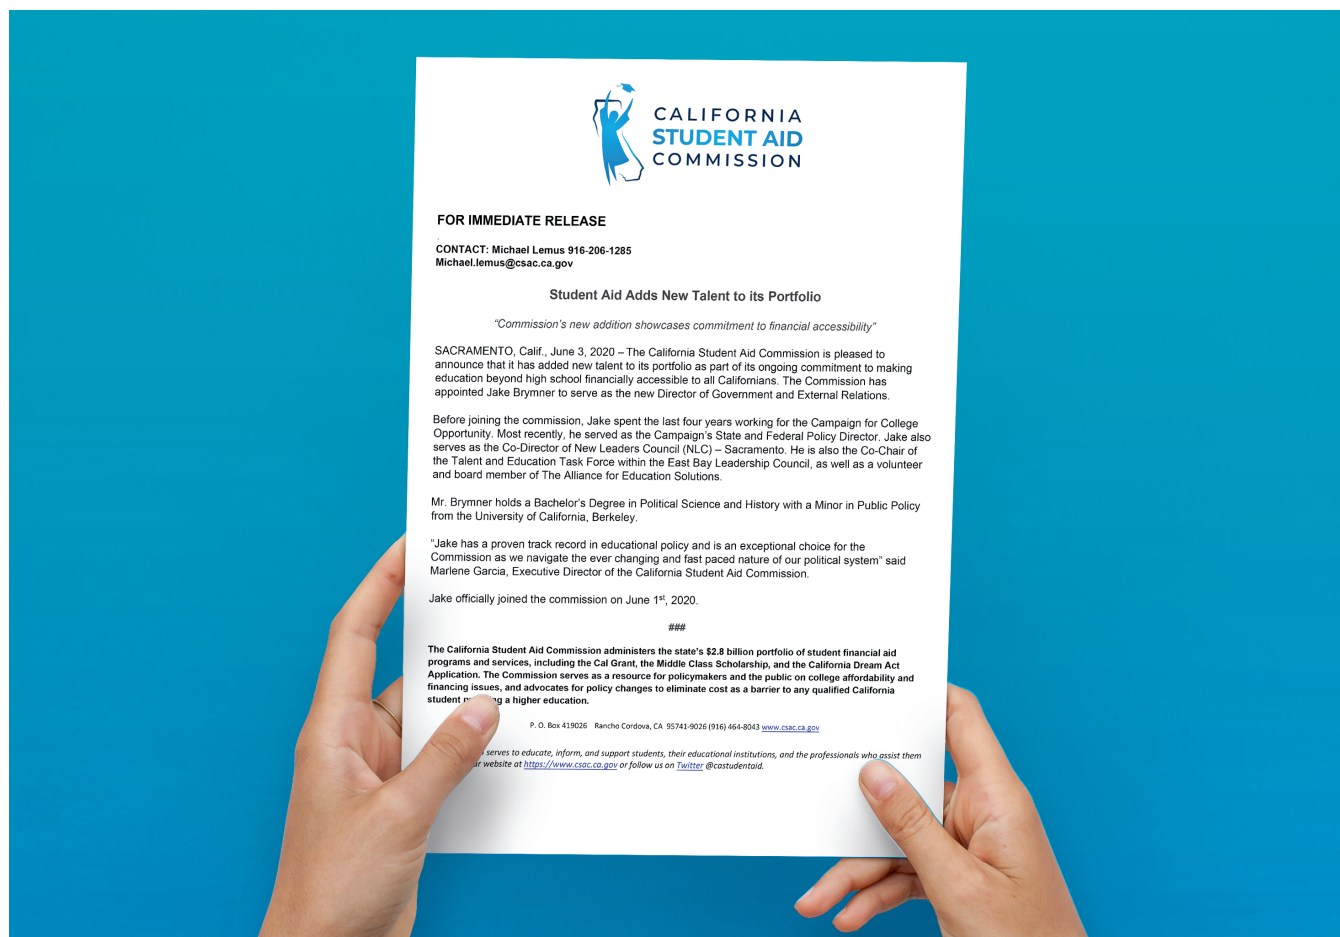 CALIFORNIA
STUDENT AID
COMMISSION
FOR IMMEDIATE RELEASE
CONTACT: Michael Lemus 916-206-1285
Michael.lemus@csac.ca.gov
Student Aid Adds New Talent to its Portfolio
“Commission’s new addition showcases commitment to financial accessibility”
SACRAMENTO, Calif., June 3, 2020 – The California Student Aid Commission is pleased to
announce that it has added new talent to its portfolio as part of its ongoing commitment to making
education beyond high school financially accessible to all Californians. The Commission has
appointed Jake Brymner to serve as the new Director of Government and External Relations.
Before joining the commission, Jake spent the last four years working for the Campaign for College
Opportunity. Most recently, he served as the Campaign’s State and Federal Policy Director. Jake also
serves as the Co-Director of New Leaders Council (NLC) – Sacramento. He is also the Co-Chair of
the Talent and Education Task Force within the East Bay Leadership Council, as well as a volunteer
and board member of The Alliance for Education Solutions.
Mr. Brymner holds a Bachelor’s Degree in Political Science and History with a Minor in Public Policy
from the University of California, Berkeley.
“Jake has a proven track record in educational policy and is an exceptional choice for the
Commission as we navigate the ever changing and fast paced nature of our political system” said
Marlene Garcia, Executive Director of the California Student Aid Commission.
Jake officially joined the commission on June 1st, 2020.
###
The California Student Aid Commission administers the state’s $2.8 billion portfolio of student financial aid
programs and services, including the Cal Grant, the Middle Class Scholarship, and the California Dream Act
Application. The Commission serves as a resource for policymakers and the public on college affordability and
financing issues, and advocates for policy changes to eliminate cost as a barrier to any qualified California
student a higher education.
P. O. Box 419026 Rancho Cordova, CA 95741-9026 (916) 464-8043 www.csac.ca.gov
serves to educate, inform, and support students, their educational institutions, and the professionals who assist them
website at https://www.csac.ca.gov or follow us on Twitter @castudentaid.